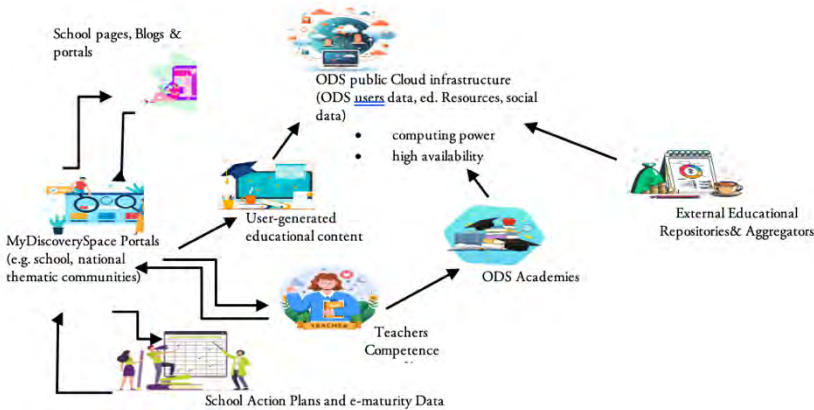 School pages, Blogs &
portals
ODS public Cloud infrastructure
(ODS users data, ed. Resources, social
data)
• computing power
• high availability
User-generated
educational content
External Educational
Repositories& Aggregators
MyDiscoverySpace Portals
(e.g. school, national
thematic communities)
ODS Academies
TEACHER
Teachers
Competence
School Action Plans and e-maturity Data